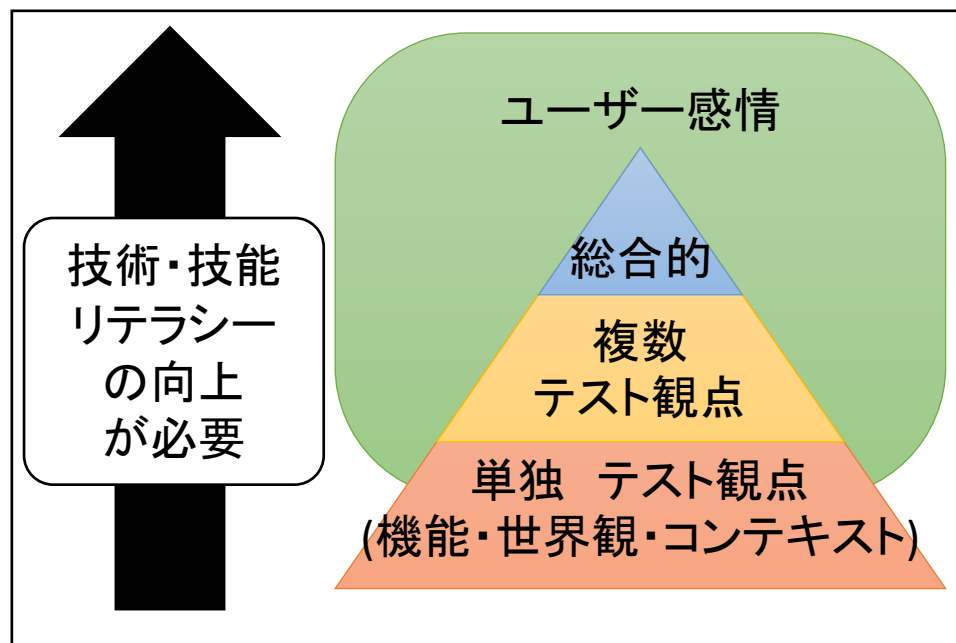 技術・技能
リテラシー
の向上
が必要
ユーザー感情
総合的
複数
テスト観点
単独　テスト観点
(機能・世界観・コンテキスト)